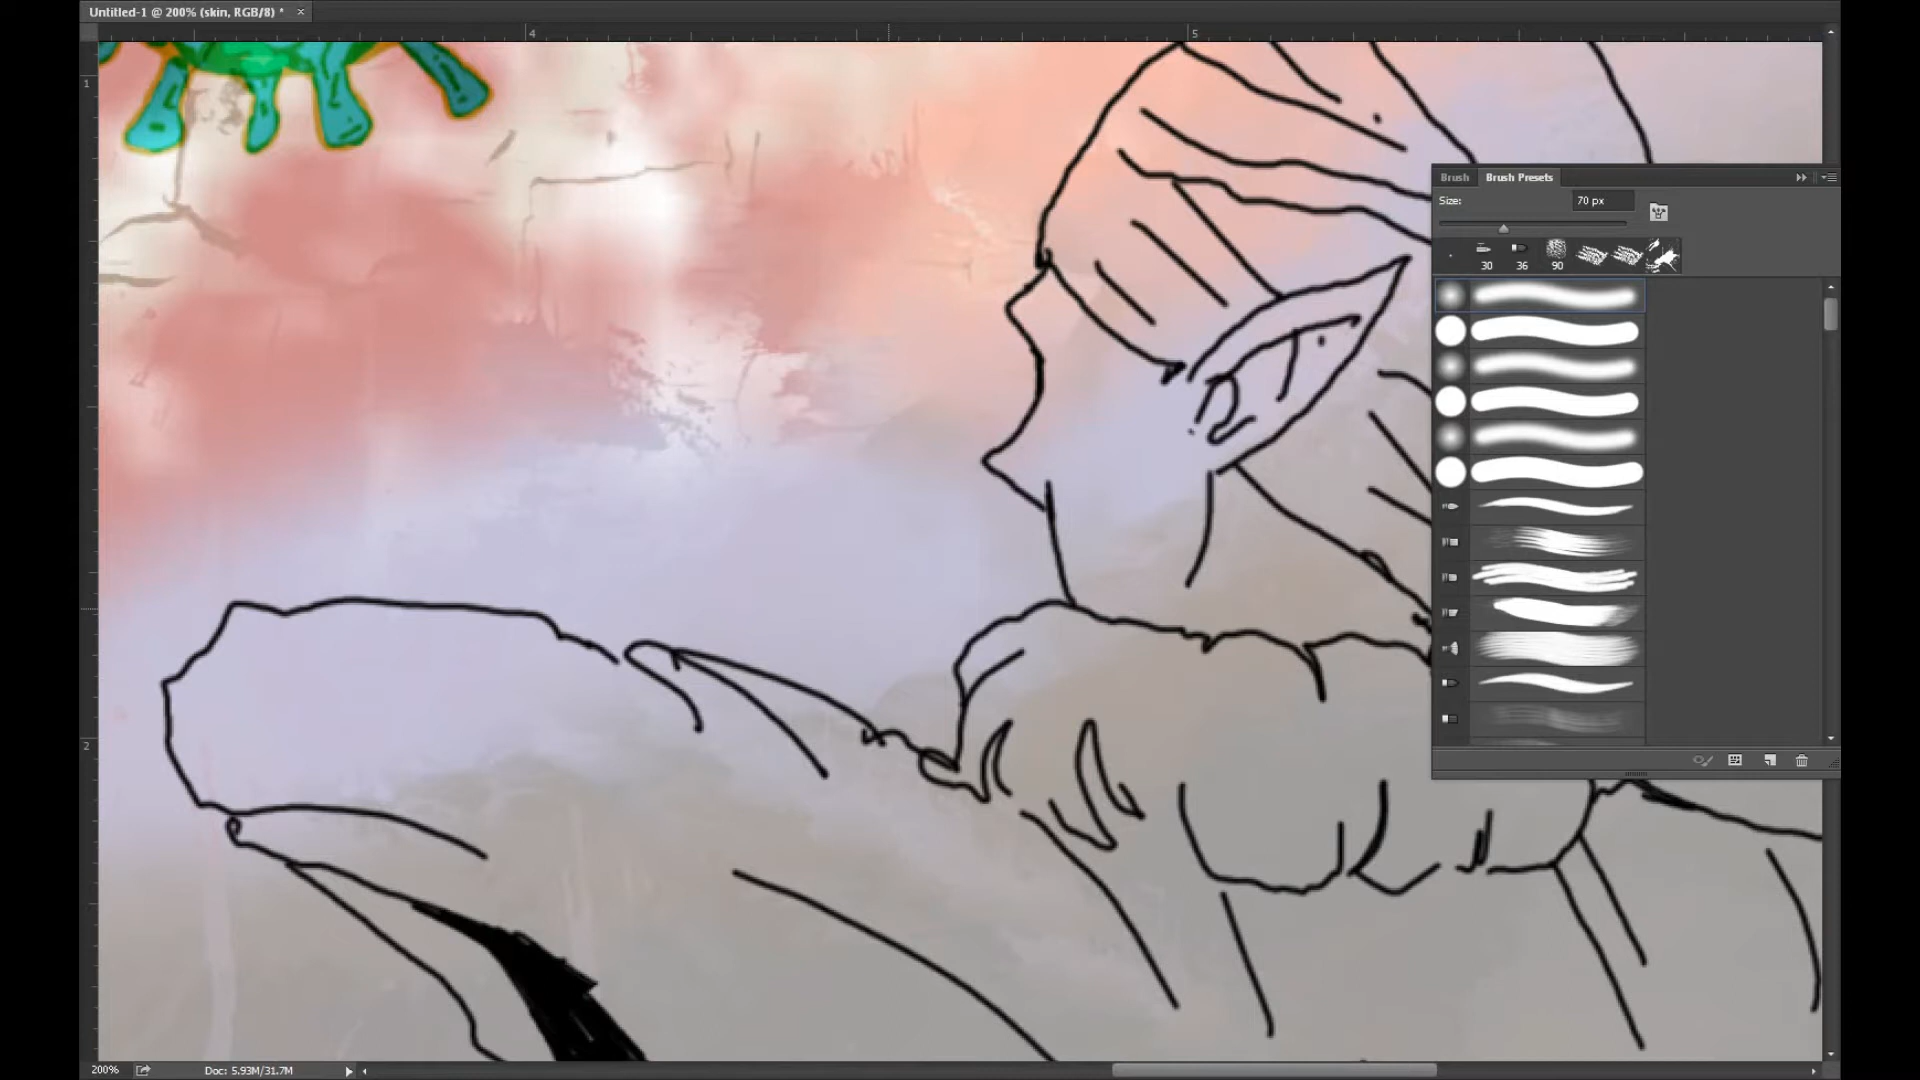 Untitled-1 @ 200% (skin, RGB/8) * ×
4
5
1
2
Brush
Brush Presets
Size:
70 px
30
36
90
200%
Doc: 5.93M/31.7M